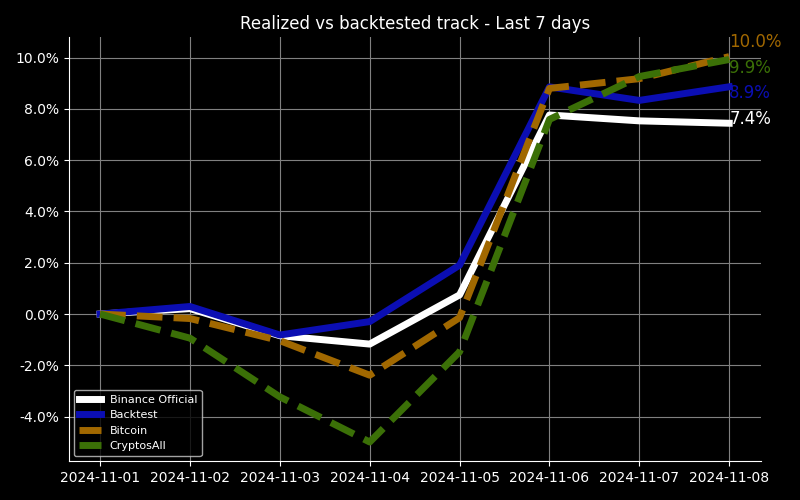 Realized vs backtested track - Last 7 days
10.0%
8.0%
6.0%
4.0%
2.0%
0.0%
-2.0%
-4.0%
10.0%
9.9%
8.9%
7.4%
Binance Official
Backtest
Bitcoin
CryptosAll
2024-11-01 2024-11-02 2024-11-03 2024-11-04 2024-11-05 2024-11-06 2024-11-07 2024-11-08